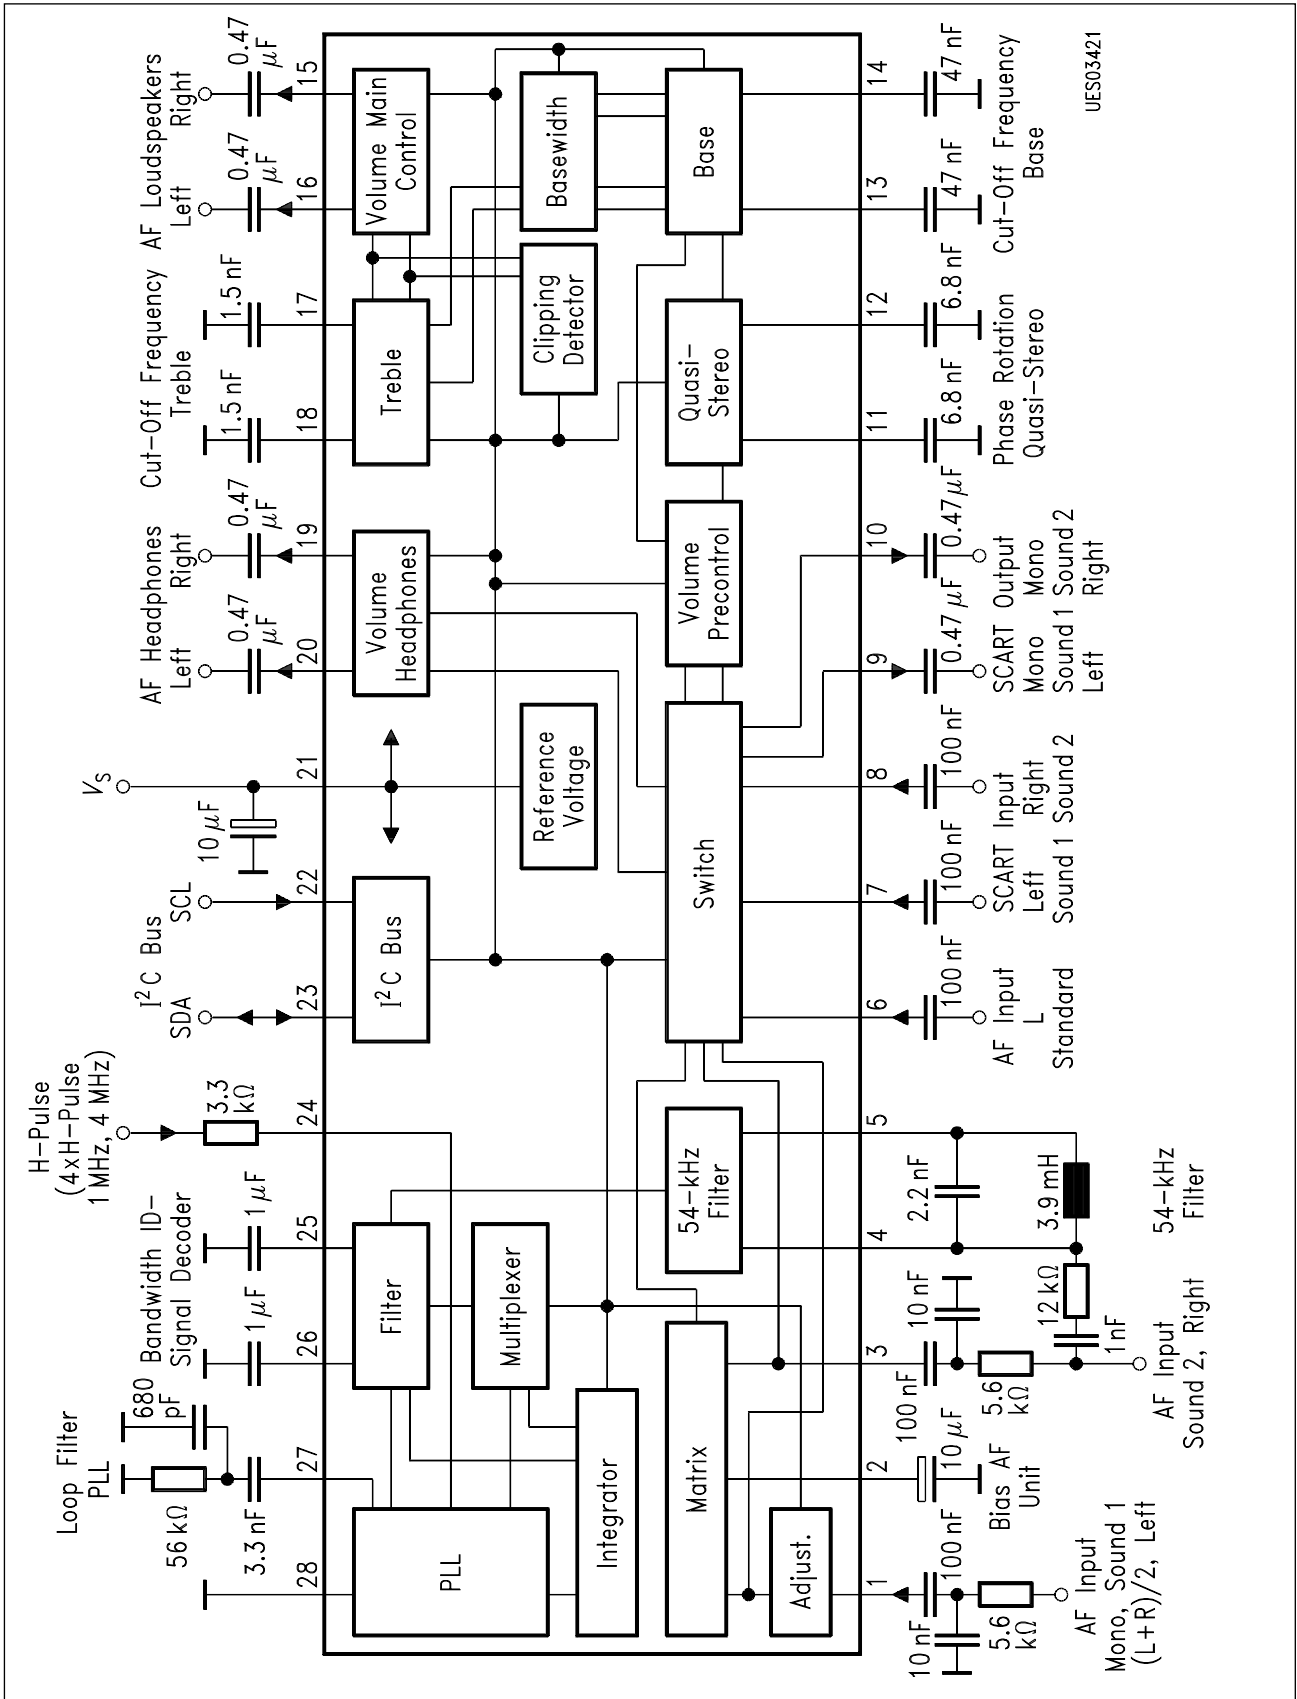 Loop Filter
PLL
56 kΩ
680
pF
3.3 nF
Bandwidth ID-
Signal Decoder
1 μF
1 μF
H-Pulse
(4xH-Pulse
1 MHz, 4 MHz)
3.3
kΩ
I²C Bus
SDA
SCL
10 μF
VS
AF Headphones
Left
Right
0.47
μF
0.47
μF
Cut-Off Frequency
Treble
1.5 nF
1.5 nF
AF Loudspeakers
Left
Right
0.47
μF
0.47
μF
28
27
26
25
24
23
22
21
20
19
18
17
16
15
PLL
Filter
Multiplexer
Integrator
I²C Bus
Reference
Voltage
Volume
Headphones
Treble
Clipping
Detector
Volume Main
Control
Basewidth
Matrix
Adjust.
54-kHz
Filter
Switch
Volume
Precontrol
Quasi-
Stereo
Base
1
2
3
4
5
6
7
8
9
10
11
12
13
14
10 nF
100 nF
5.6
kΩ
AF Input
Mono, Sound 1
(L+R)/2, Left
10 μF
Bias AF
Unit
100 nF
10 nF
5.6
kΩ
12 kΩ
1 nF
AF Input
Sound 2, Right
2.2 nF
3.9 mH
54-kHz
Filter
100 nF
AF Input
L
Standard
100 nF
100 nF
SCART Input
Left Right
Sound 1 Sound 2
0.47 μF
0.47 μF
SCART Output
Mono Mono
Sound 1 Sound 2
Left Right
6.8 nF
6.8 nF
Phase Rotation
Quasi-Stereo
47 nF
47 nF
Cut-Off Frequency
Base
UES03421